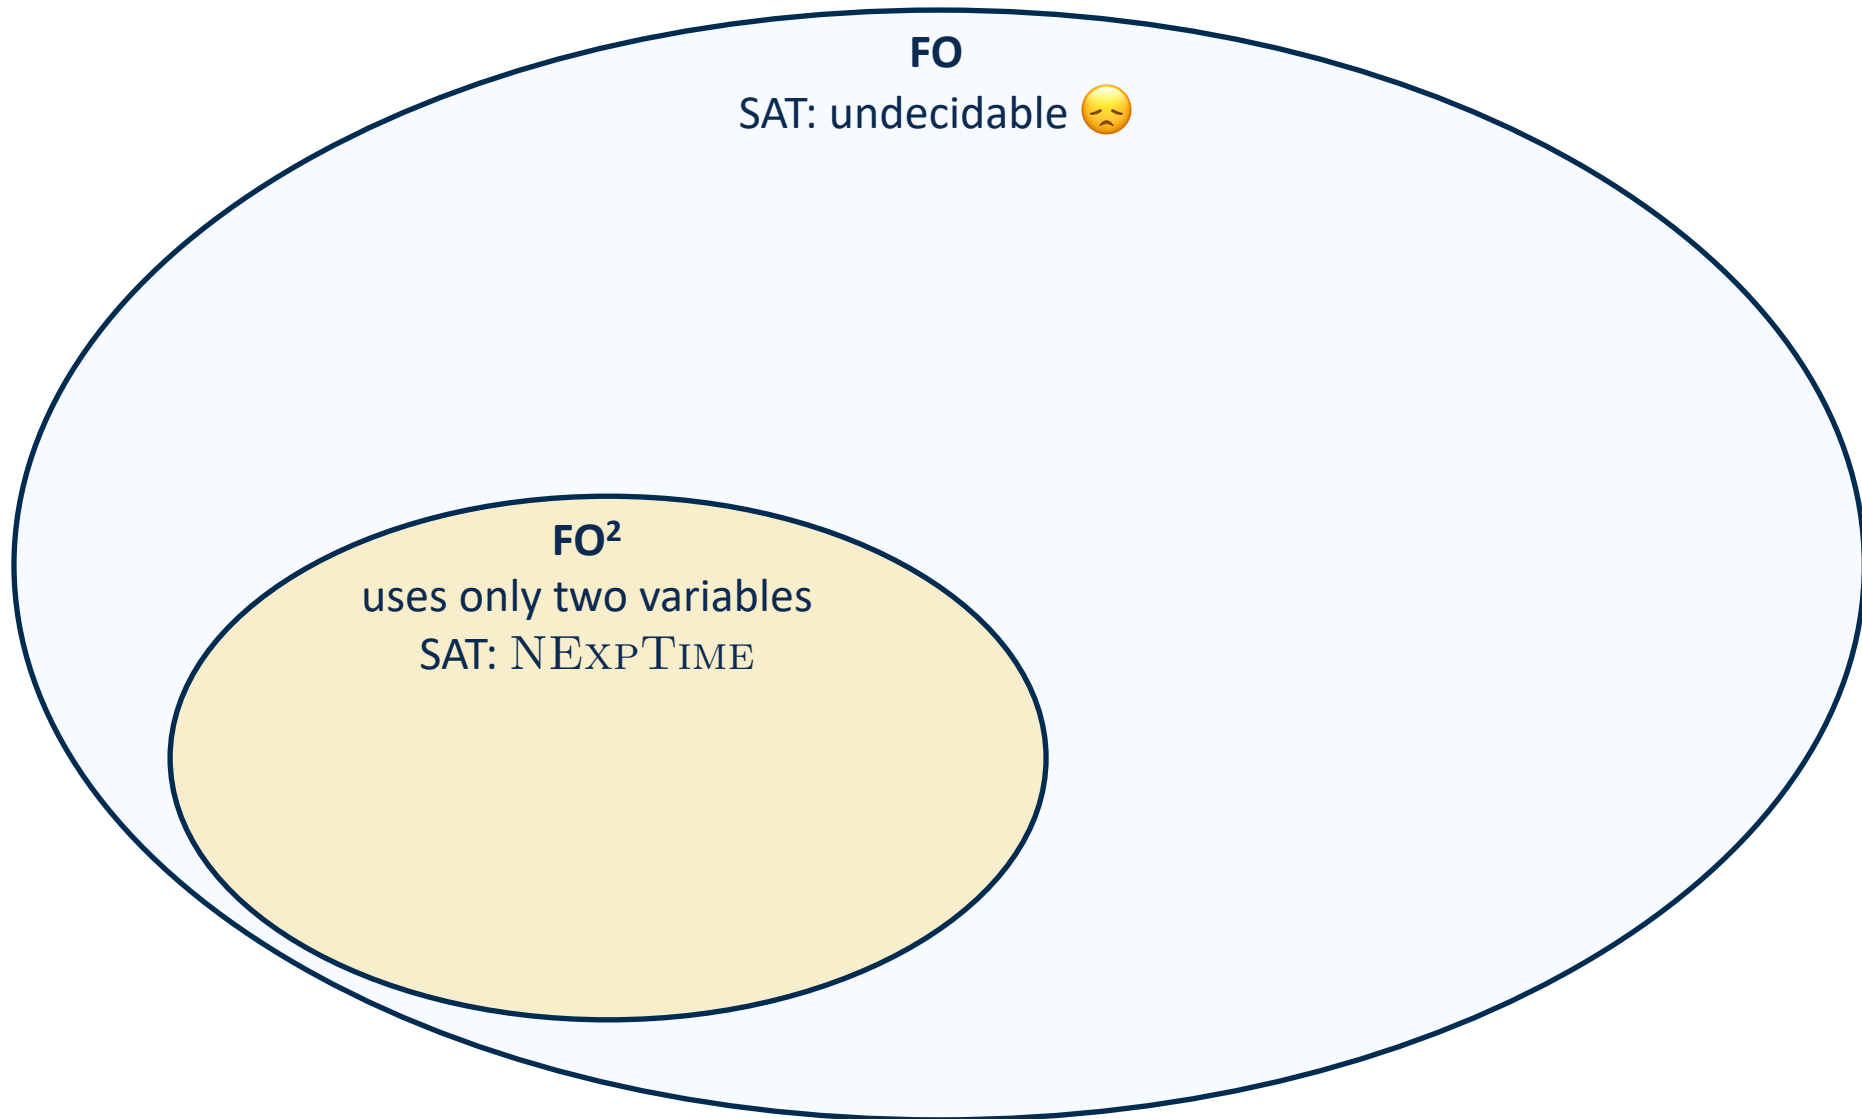 FO
SAT: undecidable 😞
FO²
uses only two variables
SAT: NExpTime